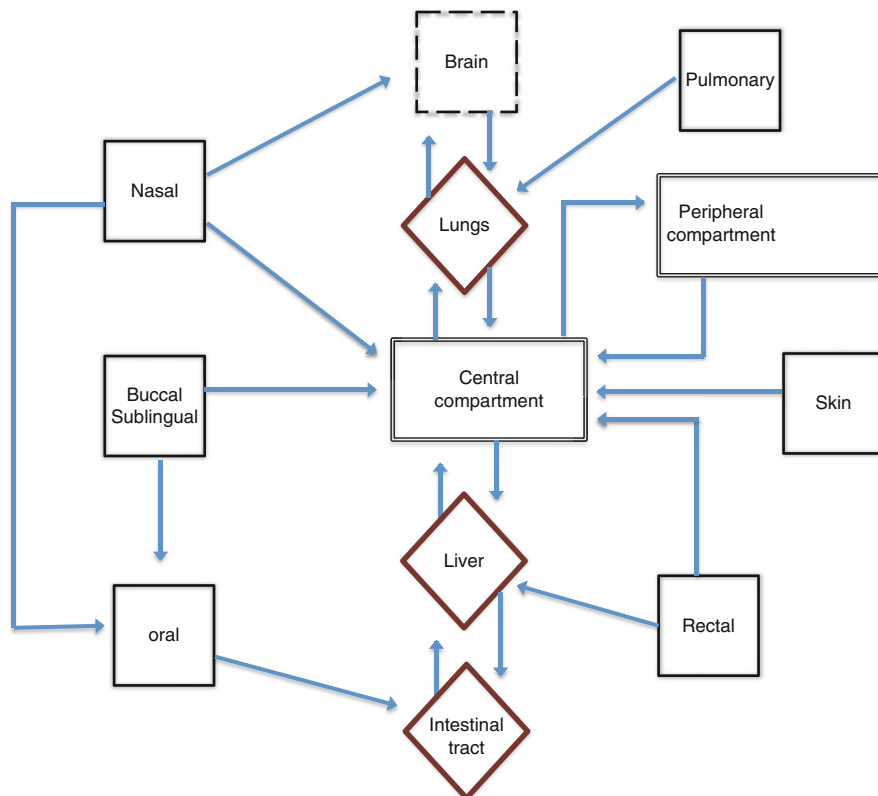 Brain
Pulmonary
Nasal
Lungs
Peripheral
compartment
Buccal
Sublingual
Central
compartment
Skin
Liver
oral
Rectal
Intestinal
tract